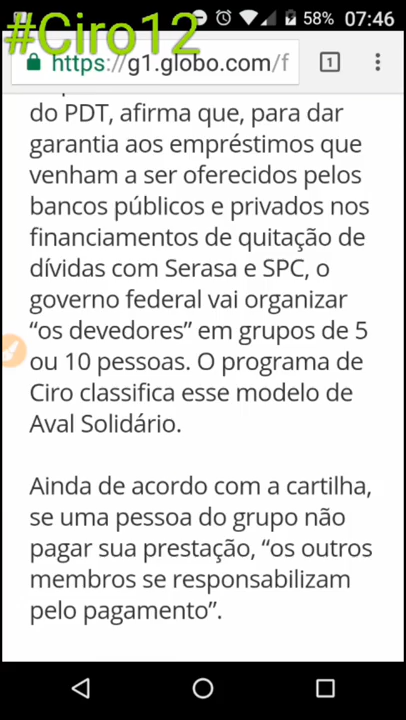 #Ciro12
58% 07:46
https://g1.globo.com/f
1
do PDT, afirma que, para dar
garantia aos empréstimos que
venham a ser oferecidos pelos
bancos públicos e privados nos
financiamentos de quitação de
dívidas com Serasa e SPC, o
governo federal vai organizar
“os devedores” em grupos de 5
ou 10 pessoas. O programa de
Ciro classifica esse modelo de
Aval Solidário.
Ainda de acordo com a cartilha,
se uma pessoa do grupo não
pagar sua prestação, “os outros
membros se responsabilizam
pelo pagamento”.